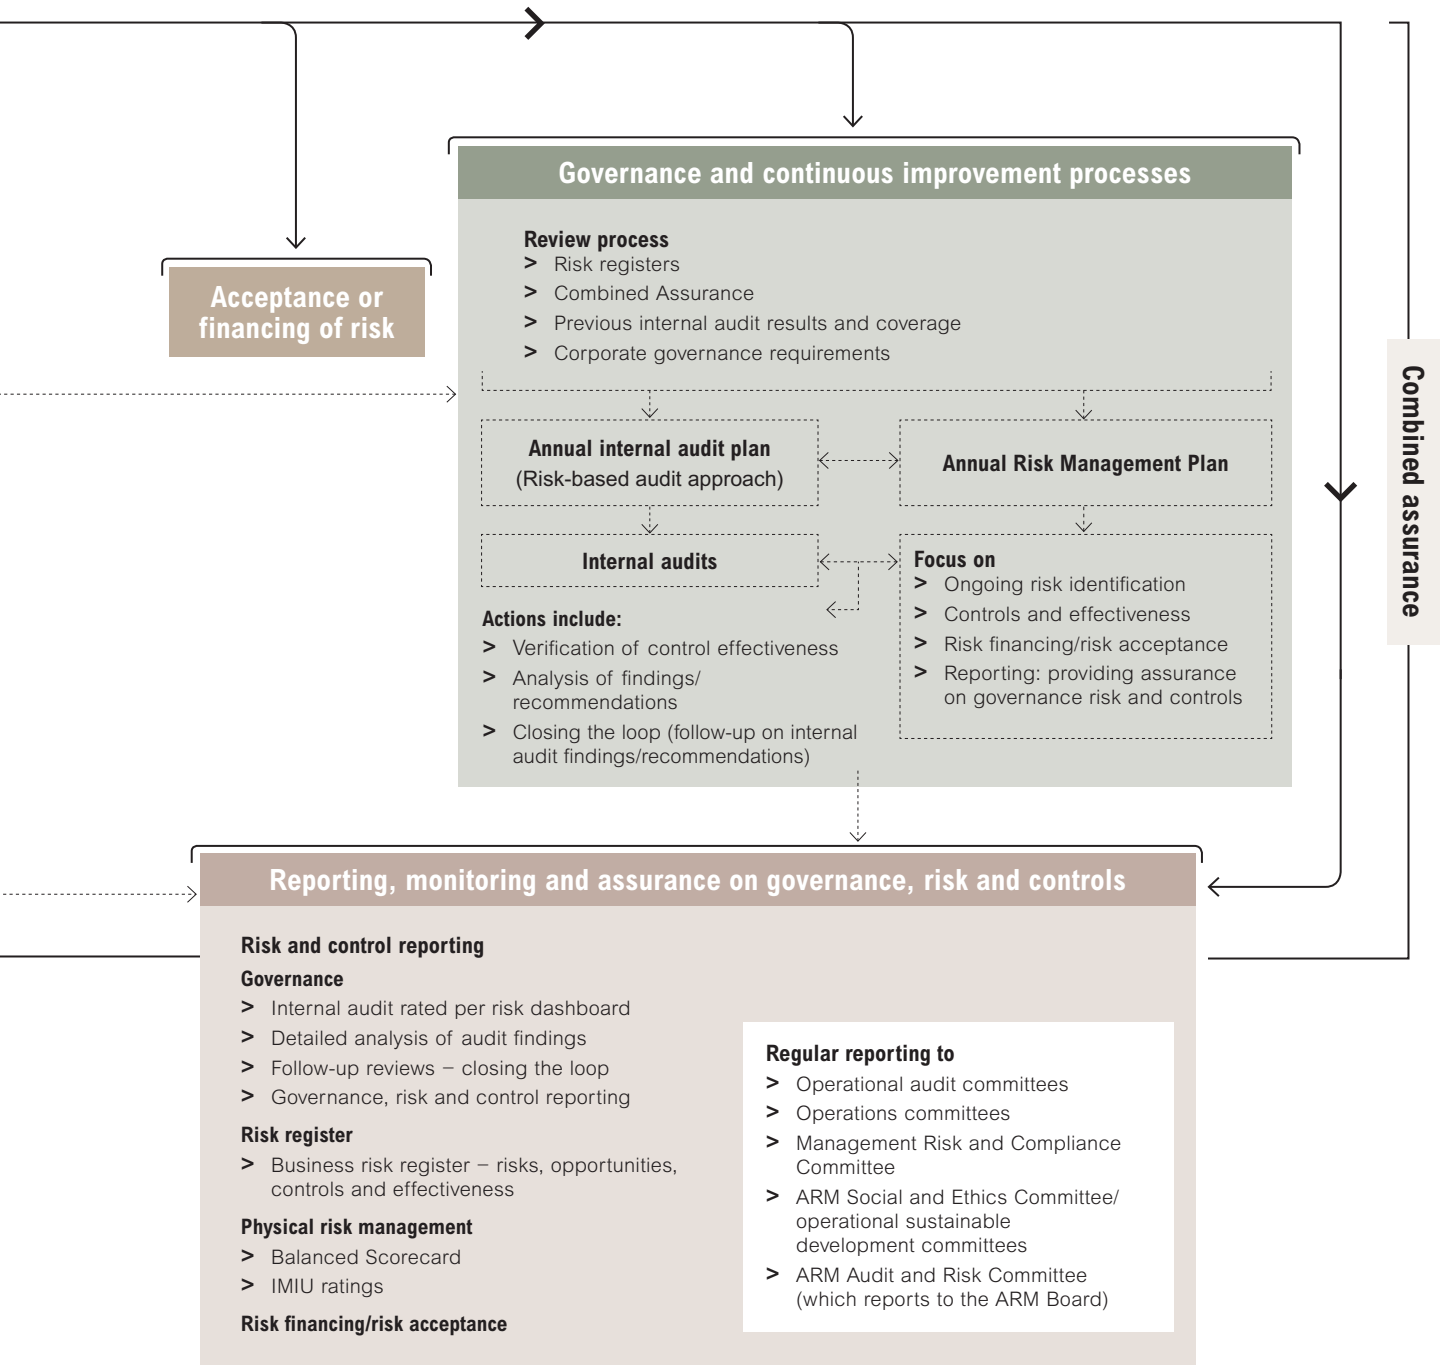 Governance and continuous improvement processes
Review process
> Risk registers
> Combined Assurance
> Previous internal audit results and coverage
> Corporate governance requirements
Acceptance or
financing of risk
Annual internal audit plan
(Risk-based audit approach)
Annual Risk Management Plan
Internal audits
Actions include:
> Verification of control effectiveness
> Analysis of findings/
recommendations
> Closing the loop (follow-up on internal
audit findings/recommendations)
Focus on
> Ongoing risk identification
> Controls and effectiveness
> Risk financing/risk acceptance
> Reporting: providing assurance
on governance risk and controls
Combined assurance
Reporting, monitoring and assurance on governance, risk and controls
Risk and control reporting
Governance
> Internal audit rated per risk dashboard
> Detailed analysis of audit findings
> Follow-up reviews – closing the loop
> Governance, risk and control reporting
Risk register
> Business risk register – risks, opportunities,
controls and effectiveness
Physical risk management
> Balanced Scorecard
> IMIU ratings
Risk financing/risk acceptance
Regular reporting to
> Operational audit committees
> Operations committees
> Management Risk and Compliance
Committee
> ARM Social and Ethics Committee/
operational sustainable
development committees
> ARM Audit and Risk Committee
(which reports to the ARM Board)